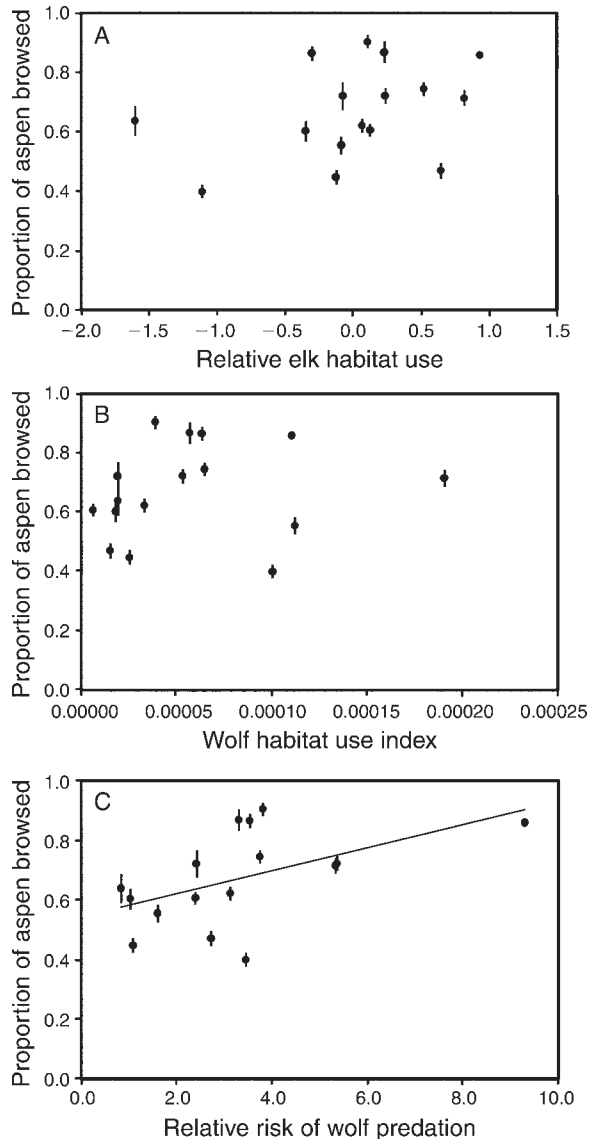 A
Proportion of aspen browsed
1.0
0.8
0.6
0.4
0.2
0.0
−2.0 −1.5 −1.0 −0.5 0.0 0.5 1.0 1.5
Relative elk habitat use
B
Proportion of aspen browsed
1.0
0.8
0.6
0.4
0.2
0.0
0.00000 0.00005 0.00010 0.00015 0.00020 0.00025
Wolf habitat use index
C
Proportion of aspen browsed
1.0
0.8
0.6
0.4
0.2
0.0
0.0 2.0 4.0 6.0 8.0 10.0
Relative risk of wolf predation